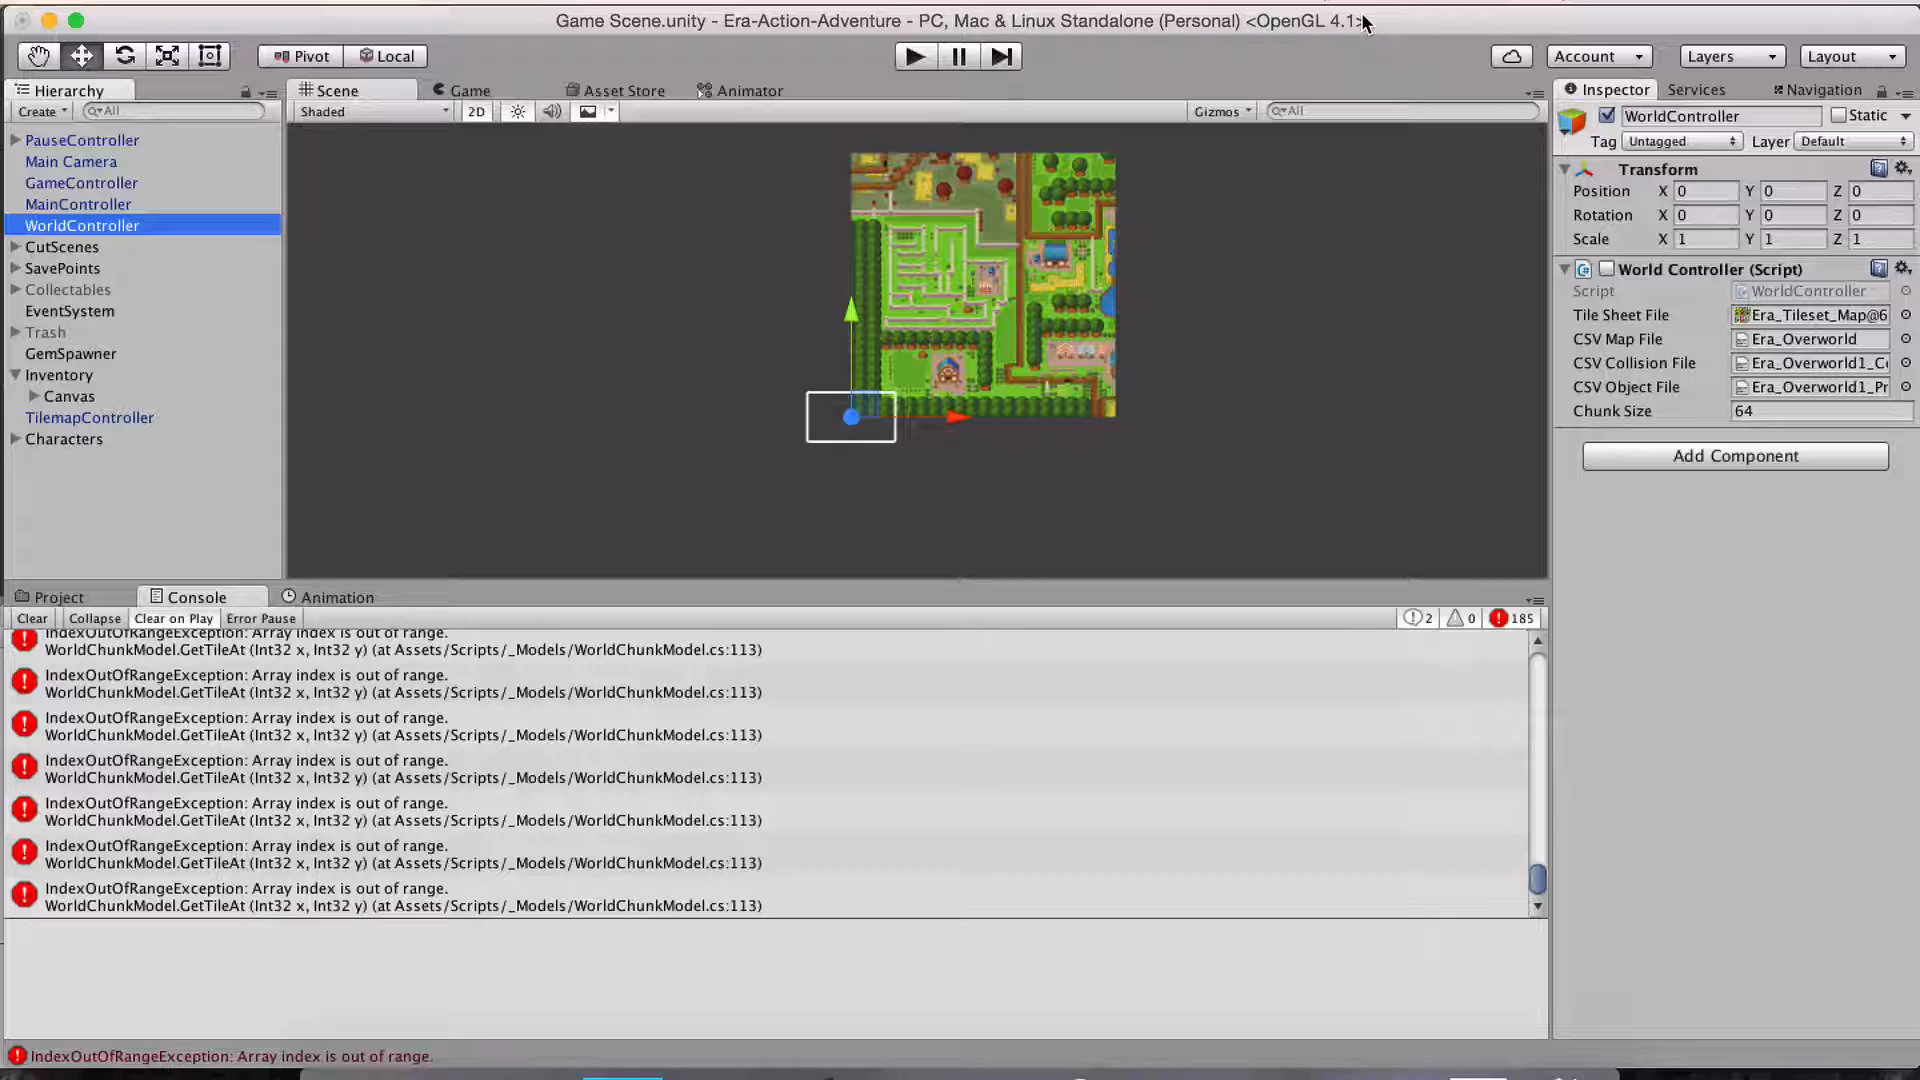 Game Scene.unity - Era-Action-Adventure - PC, Mac & Linux Standalone (Personal) <OpenGL 4.1>
Pivot
Local
Account
Layers
Layout
Hierarchy
Create
All
PauseController
Main Camera
GameController
MainController
WorldController
CutScenes
SavePoints
Collectables
EventSystem
Trash
GemSpawner
Inventory
Canvas
TilemapController
Characters
Scene
Game
Asset Store
Animator
Shaded
2D
Gizmos
All
Inspector
Services
Navigation
WorldController
Static
Tag Untagged Layer Default
Transform
Position X 0 Y 0 Z 0
Rotation X 0 Y 0 Z 0
Scale X 1 Y 1 Z 1
World Controller (Script)
Script WorldController
Tile Sheet File Era_Tileset_Map@6
CSV Map File Era_Overworld
CSV Collision File Era_Overworld1_C
CSV Object File Era_Overworld1_Pr
Chunk Size 64
Add Component
Project
Console
Animation
Clear
Collapse
Clear on Play
Error Pause
2
0
185
IndexOutOfRangeException: Array index is out of range.
WorldChunkModel.GetTileAt (Int32 x, Int32 y) (at Assets/Scripts/_Models/WorldChunkModel.cs:113)
IndexOutOfRangeException: Array index is out of range.
WorldChunkModel.GetTileAt (Int32 x, Int32 y) (at Assets/Scripts/_Models/WorldChunkModel.cs:113)
IndexOutOfRangeException: Array index is out of range.
WorldChunkModel.GetTileAt (Int32 x, Int32 y) (at Assets/Scripts/_Models/WorldChunkModel.cs:113)
IndexOutOfRangeException: Array index is out of range.
WorldChunkModel.GetTileAt (Int32 x, Int32 y) (at Assets/Scripts/_Models/WorldChunkModel.cs:113)
IndexOutOfRangeException: Array index is out of range.
WorldChunkModel.GetTileAt (Int32 x, Int32 y) (at Assets/Scripts/_Models/WorldChunkModel.cs:113)
IndexOutOfRangeException: Array index is out of range.
WorldChunkModel.GetTileAt (Int32 x, Int32 y) (at Assets/Scripts/_Models/WorldChunkModel.cs:113)
IndexOutOfRangeException: Array index is out of range.
WorldChunkModel.GetTileAt (Int32 x, Int32 y) (at Assets/Scripts/_Models/WorldChunkModel.cs:113)
IndexOutOfRangeException: Array index is out of range.